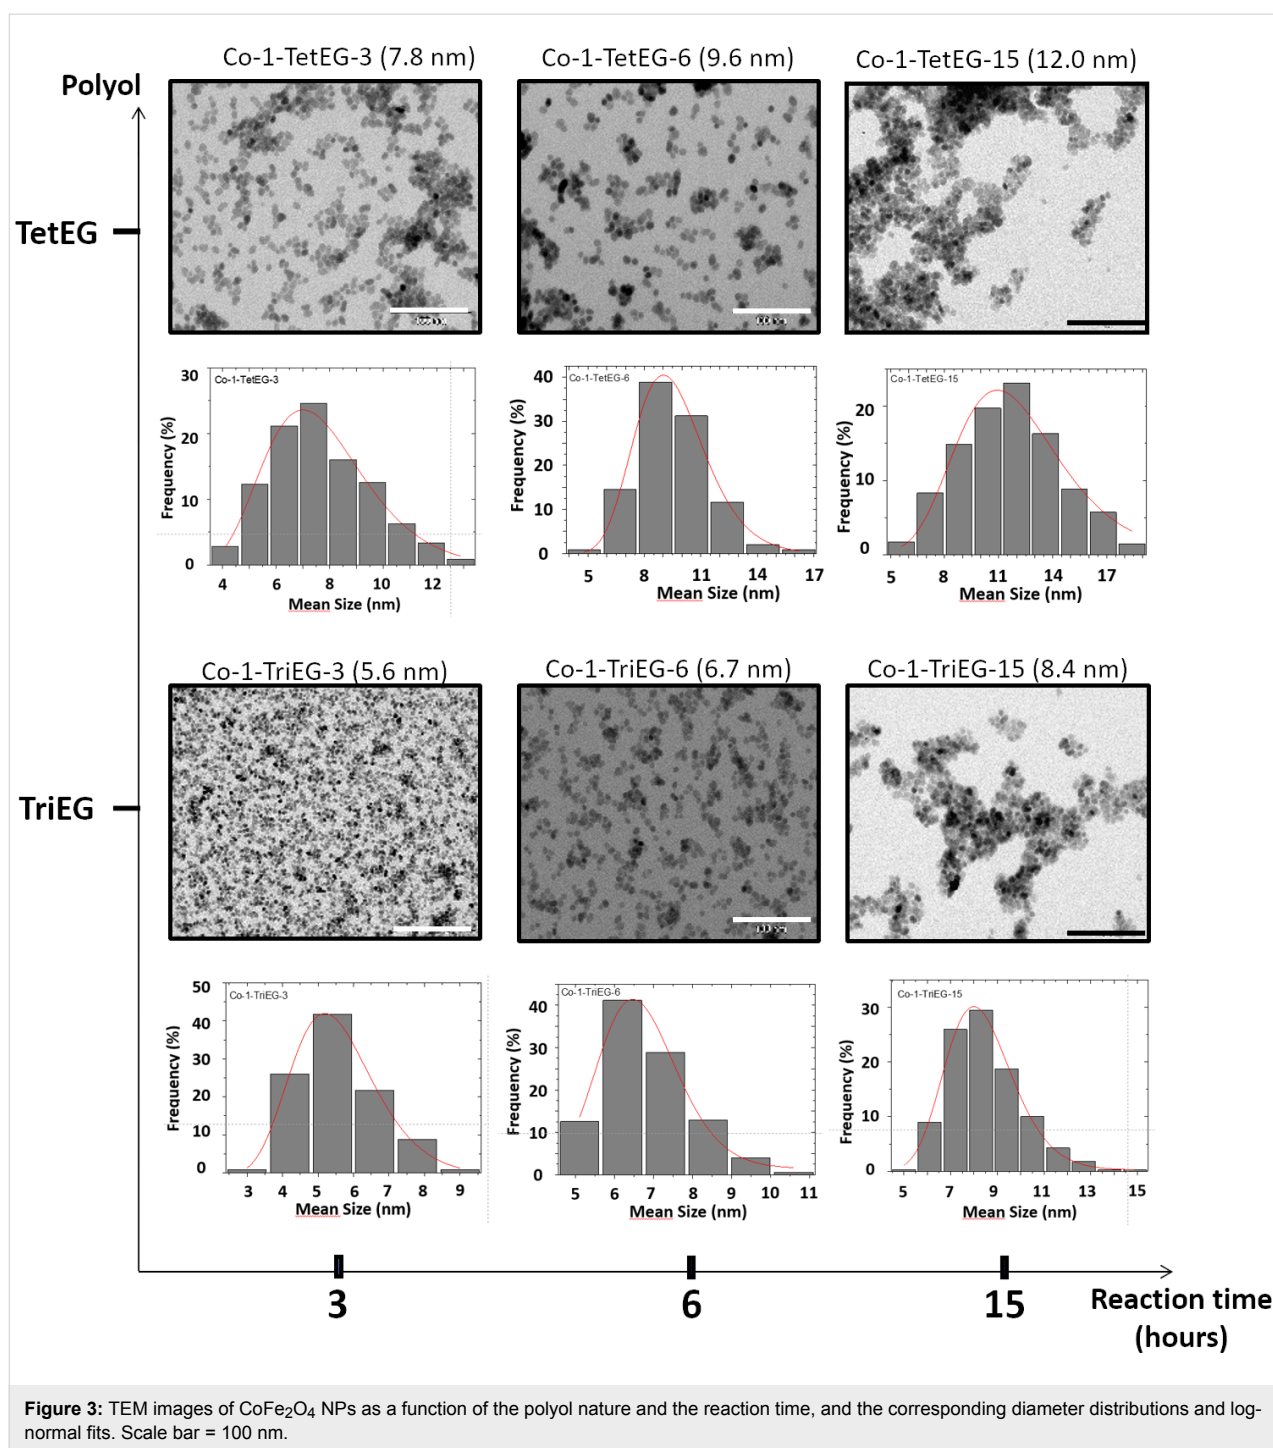 Co-1-TetEG-3 (7.8 nm)
Co-1-TetEG-6 (9.6 nm)
Co-1-TetEG-15 (12.0 nm)
Polyol
TetEG
100 nm
Co-1-TetEG-3
30
20
10
0
Frequency (%)
4 6 8 10 12
Mean Size (nm)
Co-1-TetEG-6
40
30
20
10
0
Frequency (%)
5 8 11 14 17
Mean Size (nm)
Co-1-TetEG-15
20
10
0
Frequency (%)
5 8 11 14 17
Mean Size (nm)
Co-1-TriEG-3 (5.6 nm)
Co-1-TriEG-6 (6.7 nm)
Co-1-TriEG-15 (8.4 nm)
TriEG
100 nm
Co-1-TriEG-3
50
40
30
20
10
0
Frequency (%)
3 4 5 6 7 8 9
Mean Size (nm)
Co-1-TriEG-6
40
30
20
10
0
Frequency (%)
5 6 7 8 9 10 11
Mean Size (nm)
Co-1-TriEG-15
30
20
10
0
Frequency (%)
5 7 9 11 13 15
Mean Size (nm)
3
6
15
Reaction time
(hours)
Figure 3: TEM images of CoFe₂O₄ NPs as a function of the polyol nature and the reaction time, and the corresponding diameter distributions and log-
normal fits. Scale bar = 100 nm.